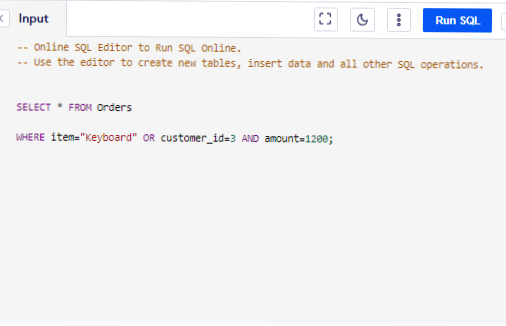 Input
Run SQL
-- Online SQL Editor to Run SQL Online.
-- Use the editor to create new tables, insert data and all other SQL operations.
SELECT * FROM Orders
WHERE item="Keyboard" OR customer_id=3 AND amount=1200;